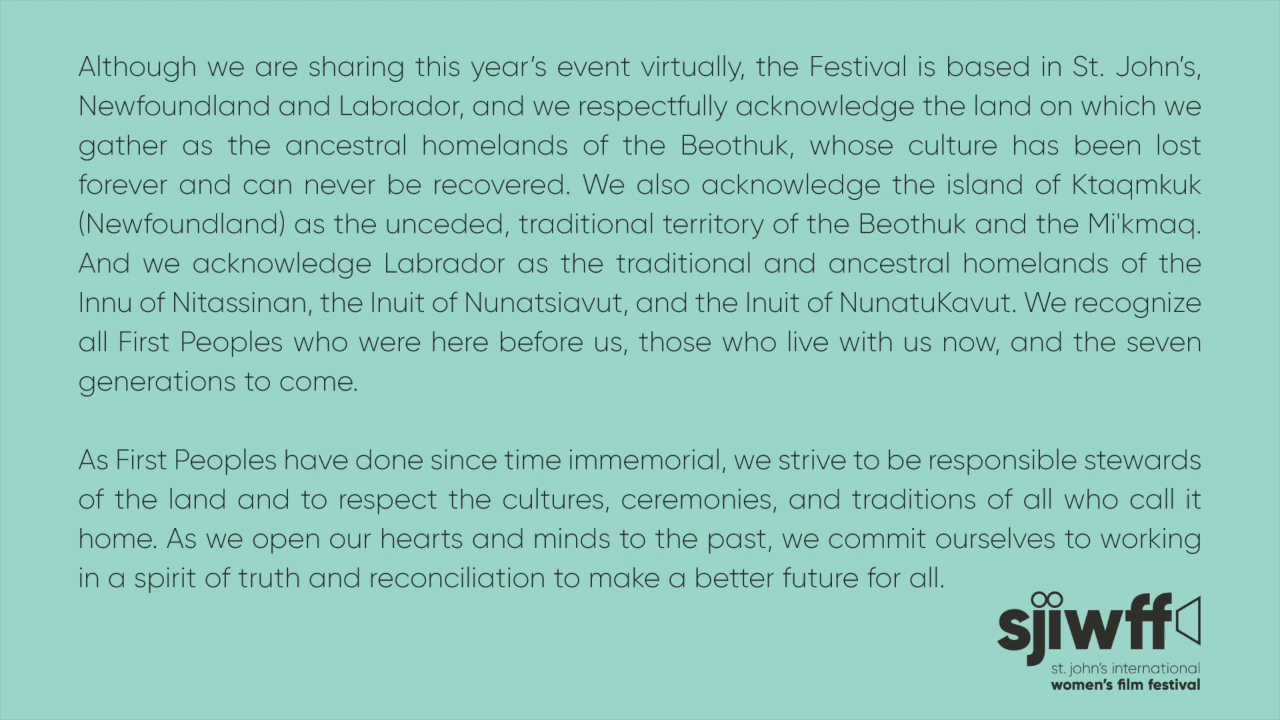 Although we are sharing this year’s event virtually, the Festival is based in St. John’s,
Newfoundland and Labrador, and we respectfully acknowledge the land on which we
gather as the ancestral homelands of the Beothuk, whose culture has been lost
forever and can never be recovered. We also acknowledge the island of Ktaqmkuk
(Newfoundland) as the unceded, traditional territory of the Beothuk and the Mi'kmaq.
And we acknowledge Labrador as the traditional and ancestral homelands of the
Innu of Nitassinan, the Inuit of Nunatsiavut, and the Inuit of NunatuKavut. We recognize
all First Peoples who were here before us, those who live with us now, and the seven
generations to come.
As First Peoples have done since time immemorial, we strive to be responsible stewards
of the land and to respect the cultures, ceremonies, and traditions of all who call it
home. As we open our hearts and minds to the past, we commit ourselves to working
in a spirit of truth and reconciliation to make a better future for all.
sjiwff
st. john’s international
women’s film festival